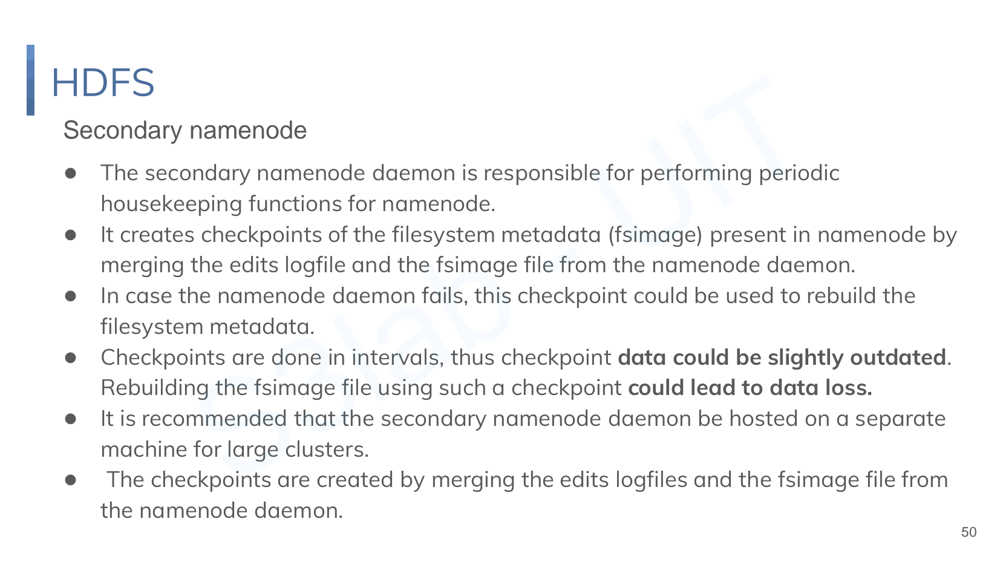 HDFS
Secondary namenode
● The secondary namenode daemon is responsible for performing periodic
housekeeping functions for namenode.
● It creates checkpoints of the filesystem metadata (fsimage) present in namenode by
merging the edits logfile and the fsimage file from the namenode daemon.
● In case the namenode daemon fails, this checkpoint could be used to rebuild the
filesystem metadata.
● Checkpoints are done in intervals, thus checkpoint data could be slightly outdated.
Rebuilding the fsimage file using such a checkpoint could lead to data loss.
● It is recommended that the secondary namenode daemon be hosted on a separate
machine for large clusters.
● The checkpoints are created by merging the edits logfiles and the fsimage file from
the namenode daemon.
50
S3lab - UIT